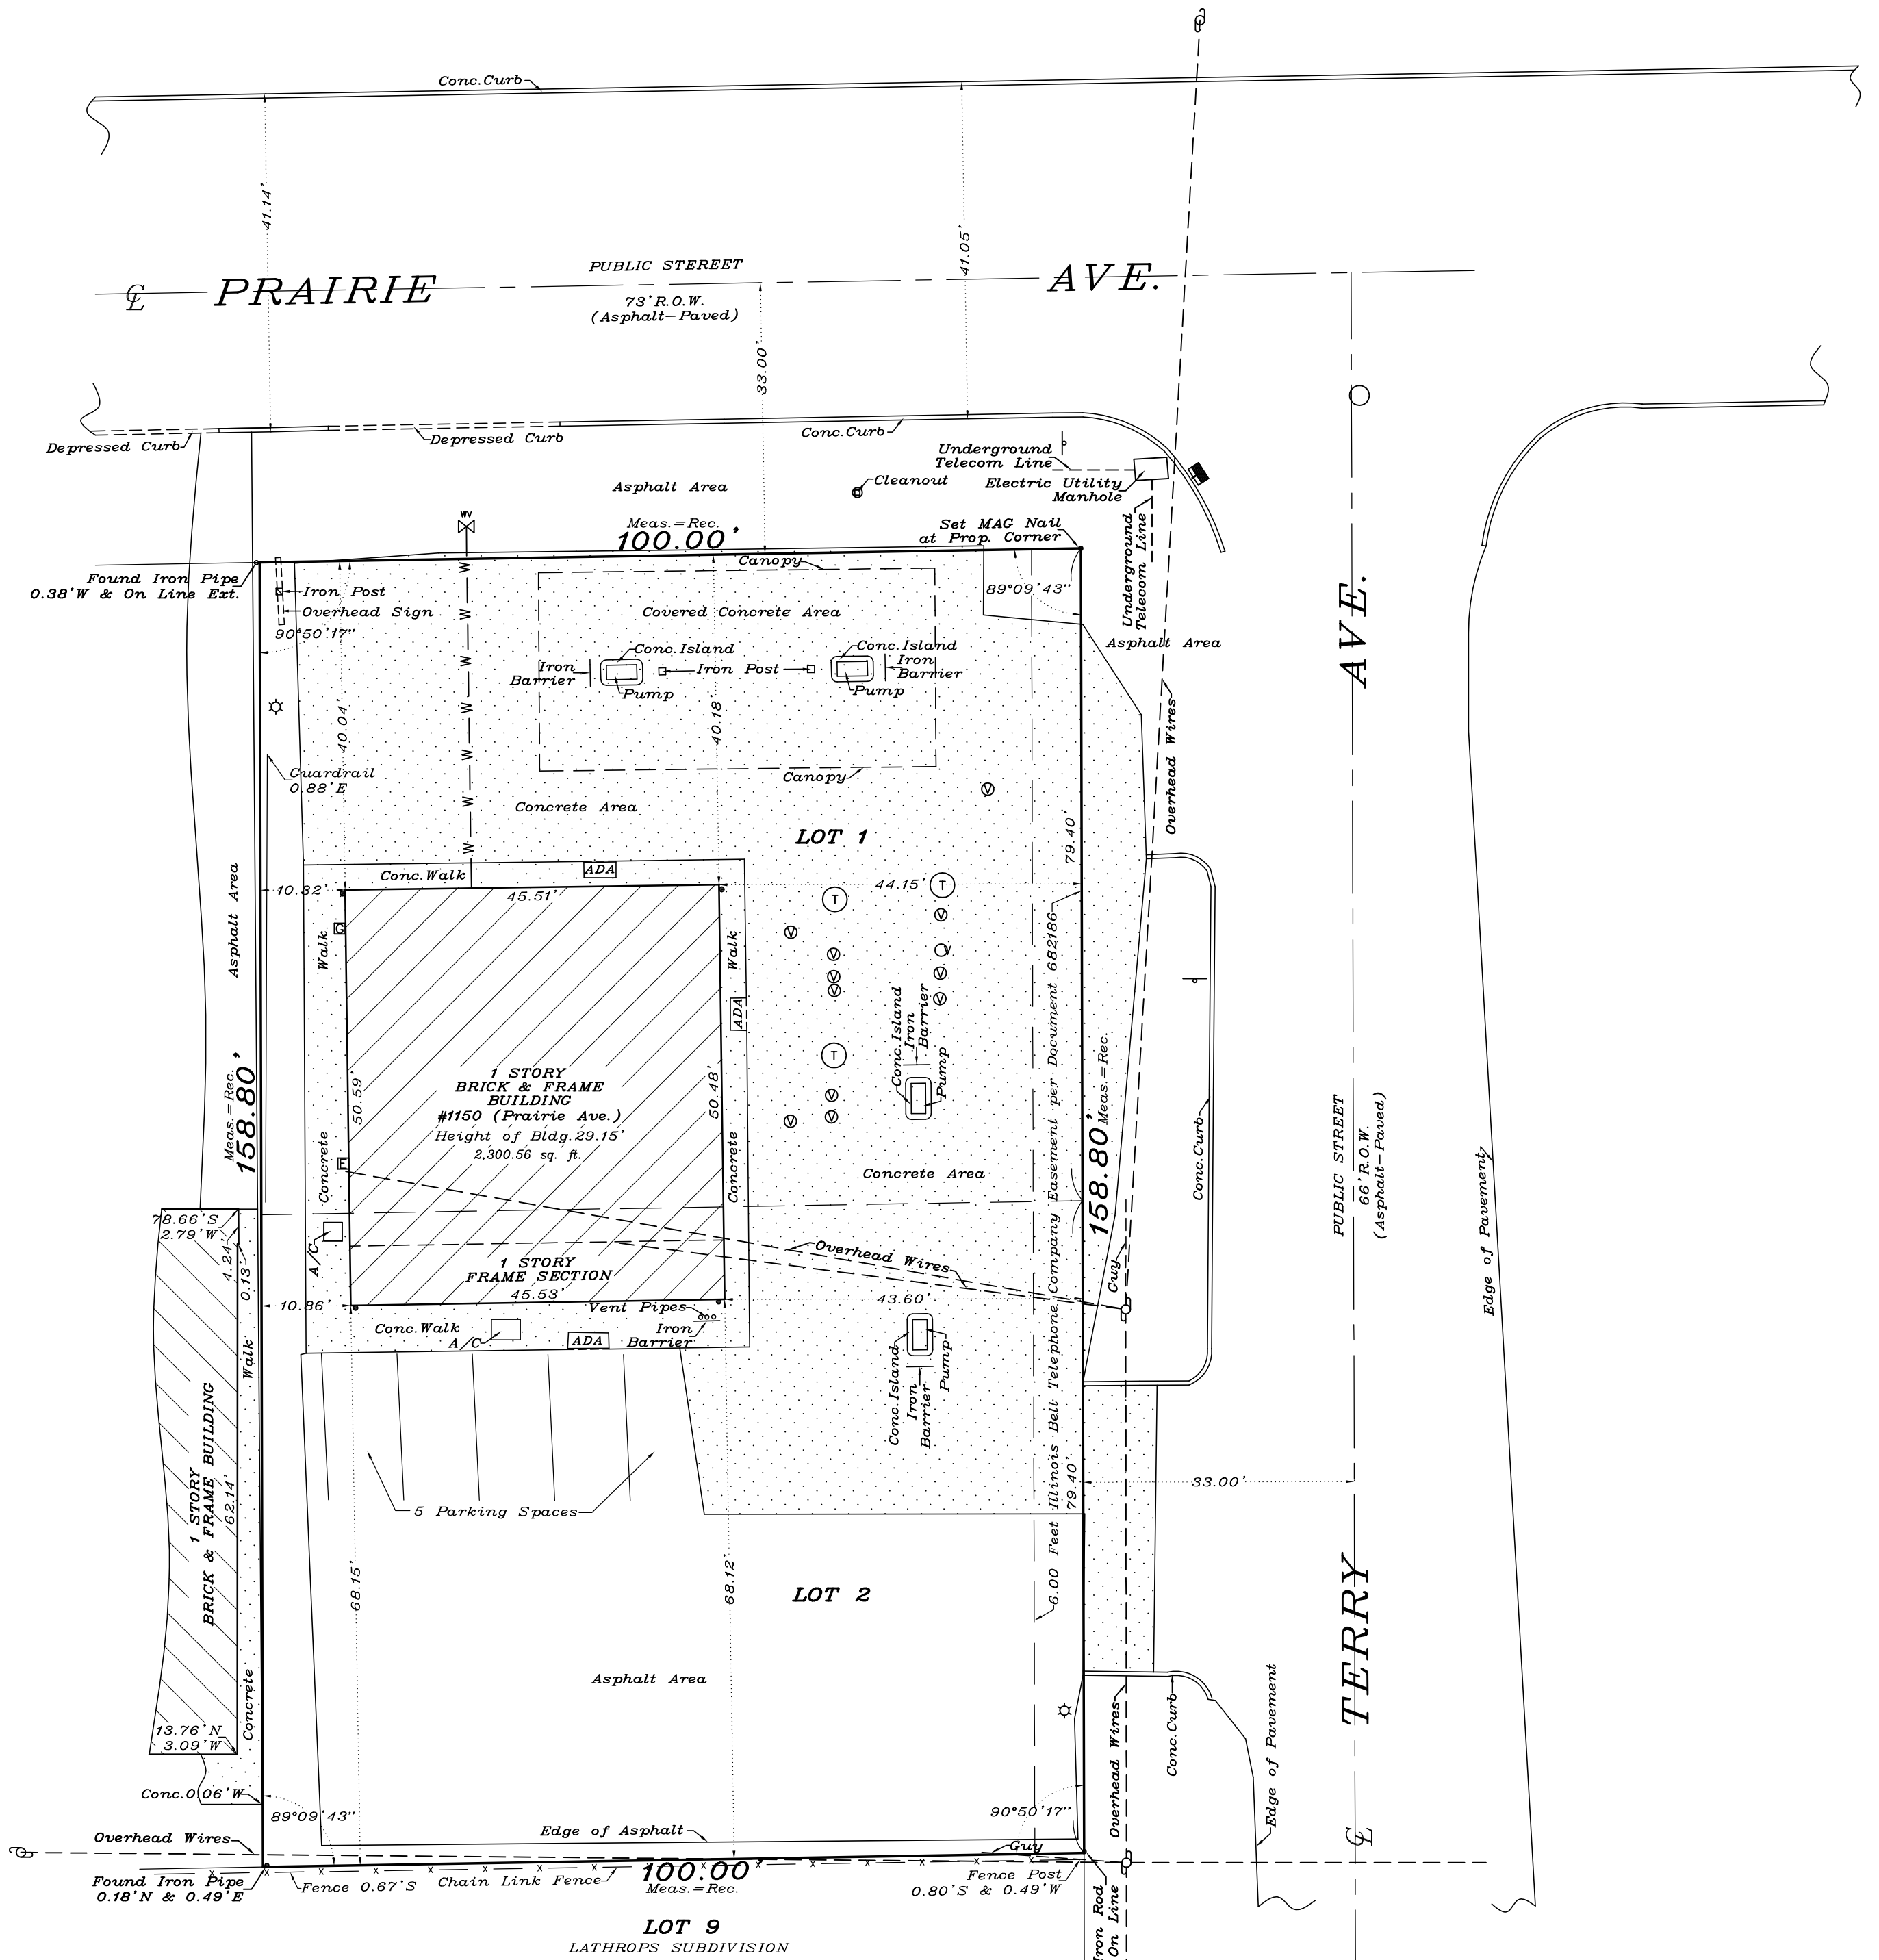 Conc.Curb
41.14'
41.05'
PUBLIC STEREET
℄ PRAIRIE AVE.
73'R.O.W.
(Asphalt-Paved)
33.00'
Depressed Curb
Depressed Curb
Conc.Curb
Underground
Telecom Line
Electric Utility
Manhole
Cleanout
Asphalt Area
WV
Meas.=Rec.
100.00'
Set MAG Nail
at Prop. Corner
Underground
Telecom Line
Found Iron Pipe
0.38'W & On Line Ext.
Iron Post
Overhead Sign
90°50'17"
Canopy
89°09'43"
Covered Concrete Area
Asphalt Area
Conc.Island
Iron
Barrier
Pump
Iron Post
Conc.Island
Iron
Barrier
Pump
W
W
W
W
W
W
W
40.04'
40.18'
Guardrail
0.88'E
Canopy
V
Concrete Area
LOT 1
79.40'
Overhead Wires
AVE.
Asphalt Area
Conc.Walk
ADA
10.32'
45.51'
44.15'
T
T
V
V
V
V
V
V
V
V
G
Walk
Walk
ADA
Conc.Island
Iron
Barrier
Pump
6.00 Feet Illinois Bell Telephone Company Easement per Document 682186
Meas.=Rec.
158.80'
50.59'
50.48'
1 STORY
BRICK & FRAME
BUILDING
#1150 (Prairie Ave.)
Height of Bldg.29.15'
2,300.56 sq. ft.
T
V
V
V
Concrete
E
Concrete
Concrete Area
158.80'
Meas.=Rec.
Conc.Curb
PUBLIC STREET
66'R.O.W.
(Asphalt-Paved)
Edge of Pavement
78.66'S
2.79'W
4.24'
0.13'
A/C
1 STORY
FRAME SECTION
45.53'
10.86'
43.60'
Overhead Wires
Guy
Vent Pipes
Iron
Barrier
Conc.Walk
A/C
ADA
Walk
Conc.Island
Iron
Barrier
Pump
1 STORY
BRICK & FRAME BUILDING
62.14'
5 Parking Spaces
79.40'
33.00'
68.15'
68.12'
LOT 2
TERRY
Asphalt Area
Concrete
13.76'N
3.09'W
Conc.0.06'W
Overhead Wires
Conc.Curb
Edge of Pavement
89°09'43"
90°50'17"
Overhead Wires
Edge of Asphalt
Guy
℄
Found Iron Pipe
0.18'N & 0.49'E
Fence 0.67'S
Chain Link Fence
100.00'
Meas.=Rec.
Fence Post
0.80'S & 0.49'W
Iron Rod
On Line
LOT 9
LATHROPS SUBDIVISION